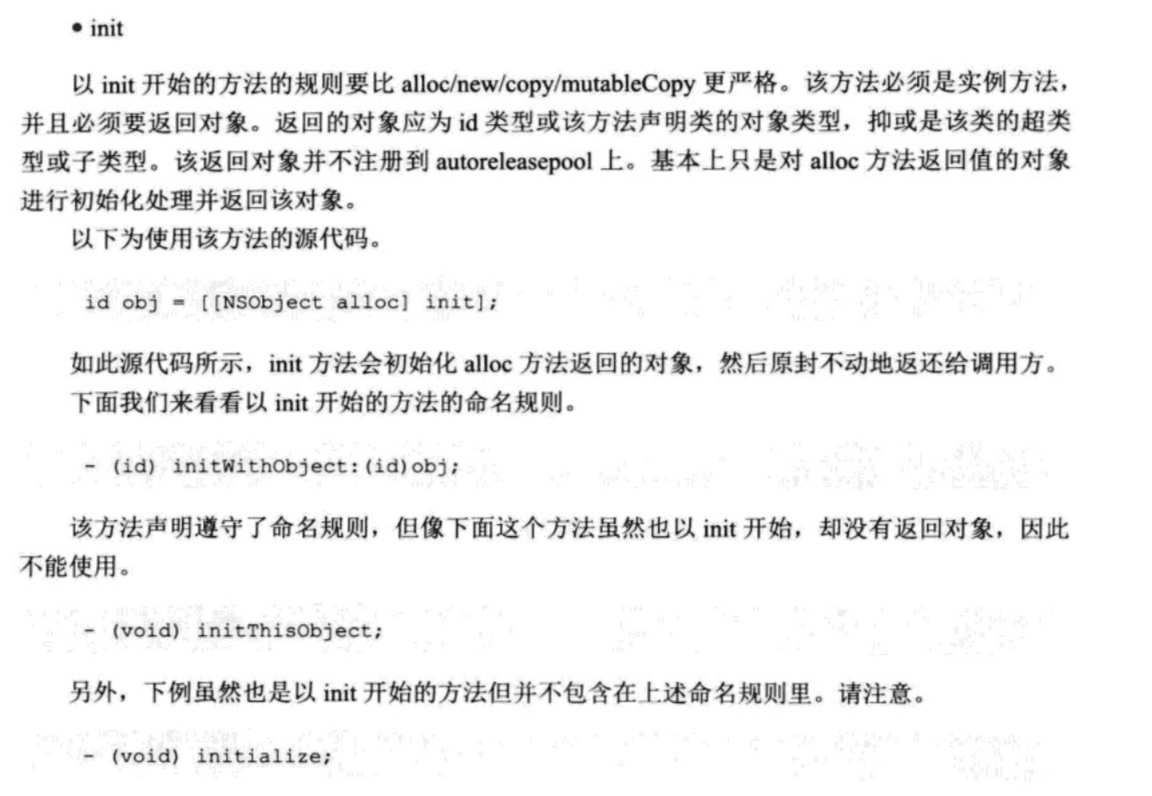 • init
以 init 开始的方法的规则要比 alloc/new/copy/mutableCopy 更严格。该方法必须是实例方法，
并且必须要返回对象。返回的对象应为 id 类型或该方法声明类的对象类型，抑或是该类的超类
型或子类型。该返回对象并不注册到 autoreleasepool 上。基本上只是对 alloc 方法返回值的对象
进行初始化处理并返回该对象。
以下为使用该方法的源代码。
id obj = [[NSObject alloc] init];
如此源代码所示，init 方法会初始化 alloc 方法返回的对象，然后原封不动地返还给调用方。
下面我们来看看以 init 开始的方法的命名规则。
- (id) initWithObject:(id)obj;
该方法声明遵守了命名规则，但像下面这个方法虽然也以 init 开始，却没有返回对象，因此
不能使用。
- (void) initThisObject;
另外，下例虽然也是以 init 开始的方法但并不包含在上述命名规则里。请注意。
- (void) initialize;